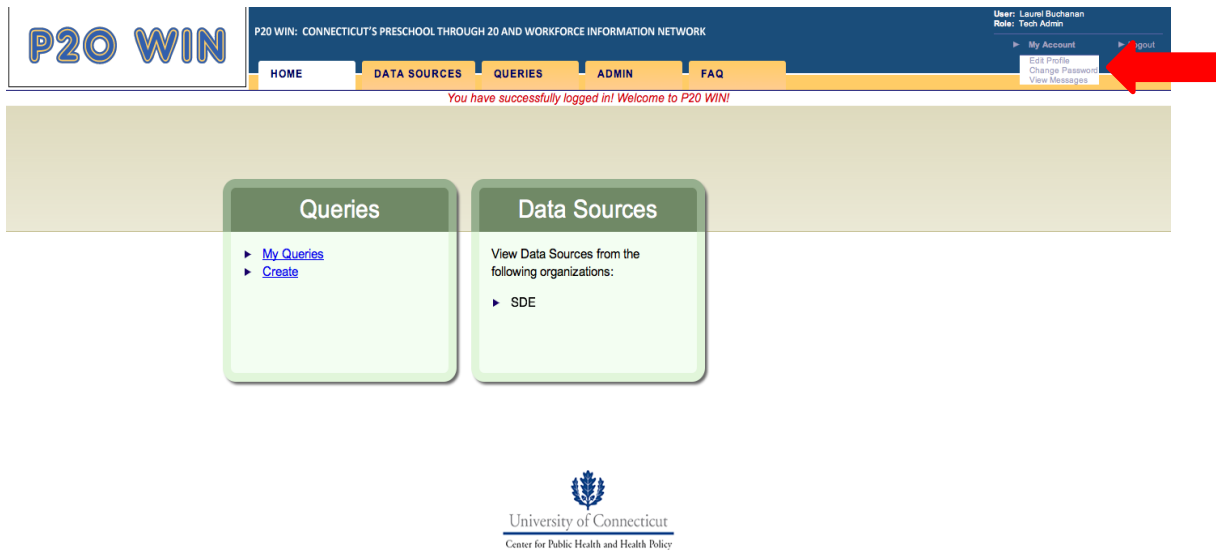 P20 WIN
P20 WIN: CONNECTICUT'S PRESCHOOL THROUGH 20 AND WORKFORCE INFORMATION NETWORK
User: Laurel Buchanan
Role: Tech Admin
My Account
Logout
Edit Profile
Change Password
View Messages
HOME
DATA SOURCES
QUERIES
ADMIN
FAQ
You have successfully logged in! Welcome to P20 WIN!
Queries
My Queries
Create
Data Sources
View Data Sources from the
following organizations:
SDE
University of Connecticut
Center for Public Health and Health Policy